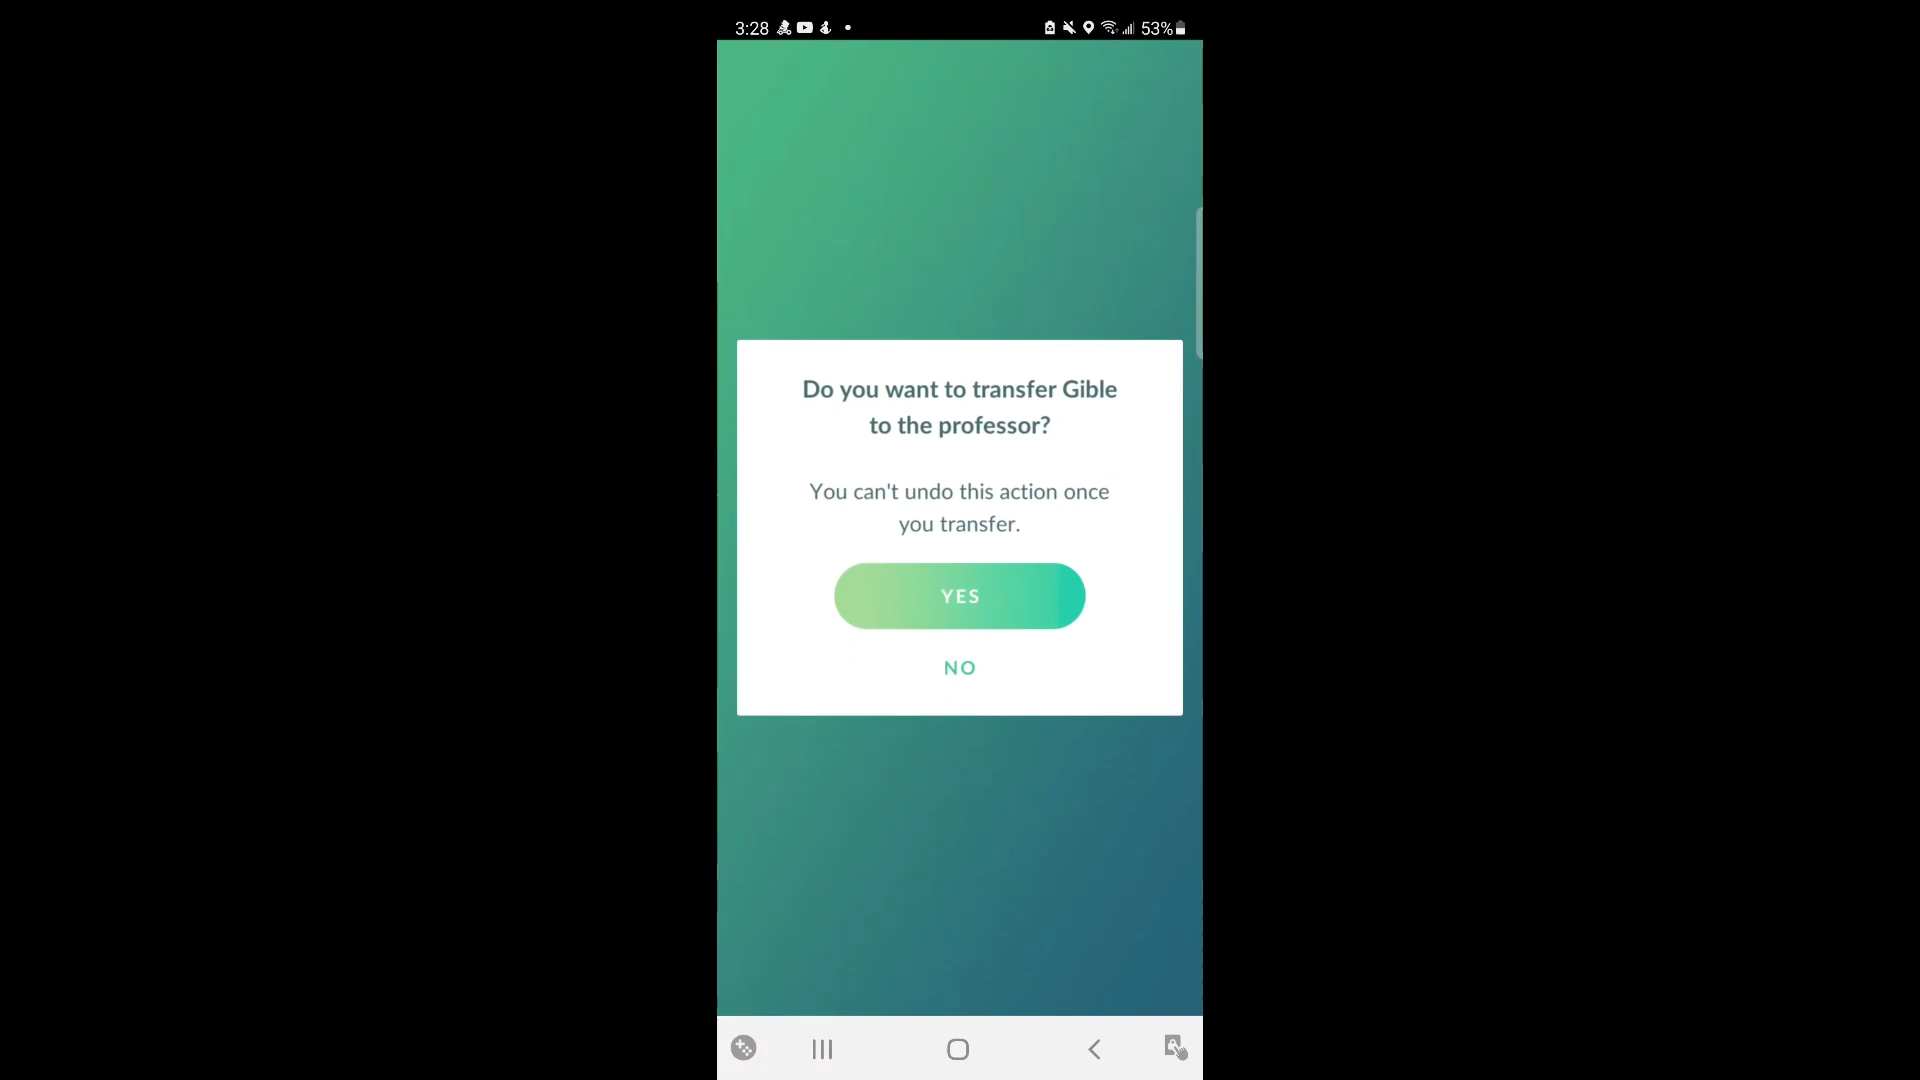 3:28
53%
Do you want to transfer Gible
to the professor?
You can't undo this action once
you transfer.
YES
NO